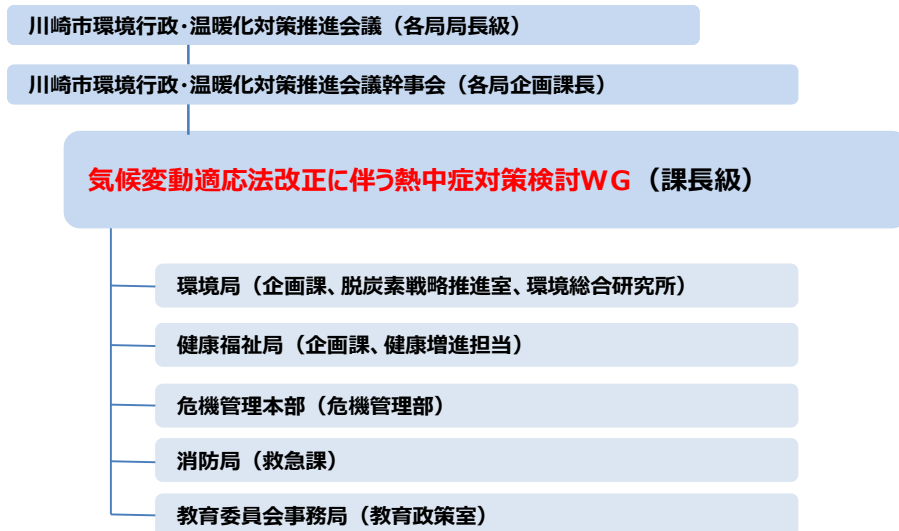 川崎市環境行政・温暖化対策推進会議（各局局長級）
川崎市環境行政・温暖化対策推進会議幹事会（各局企画課長）
気候変動適応法改正に伴う熱中症対策検討ＷＧ（課長級）
環境局（企画課、脱炭素戦略推進室、環境総合研究所）
健康福祉局（企画課、健康増進担当）
危機管理本部（危機管理部）
消防局（救急課）
教育委員会事務局（教育政策室）